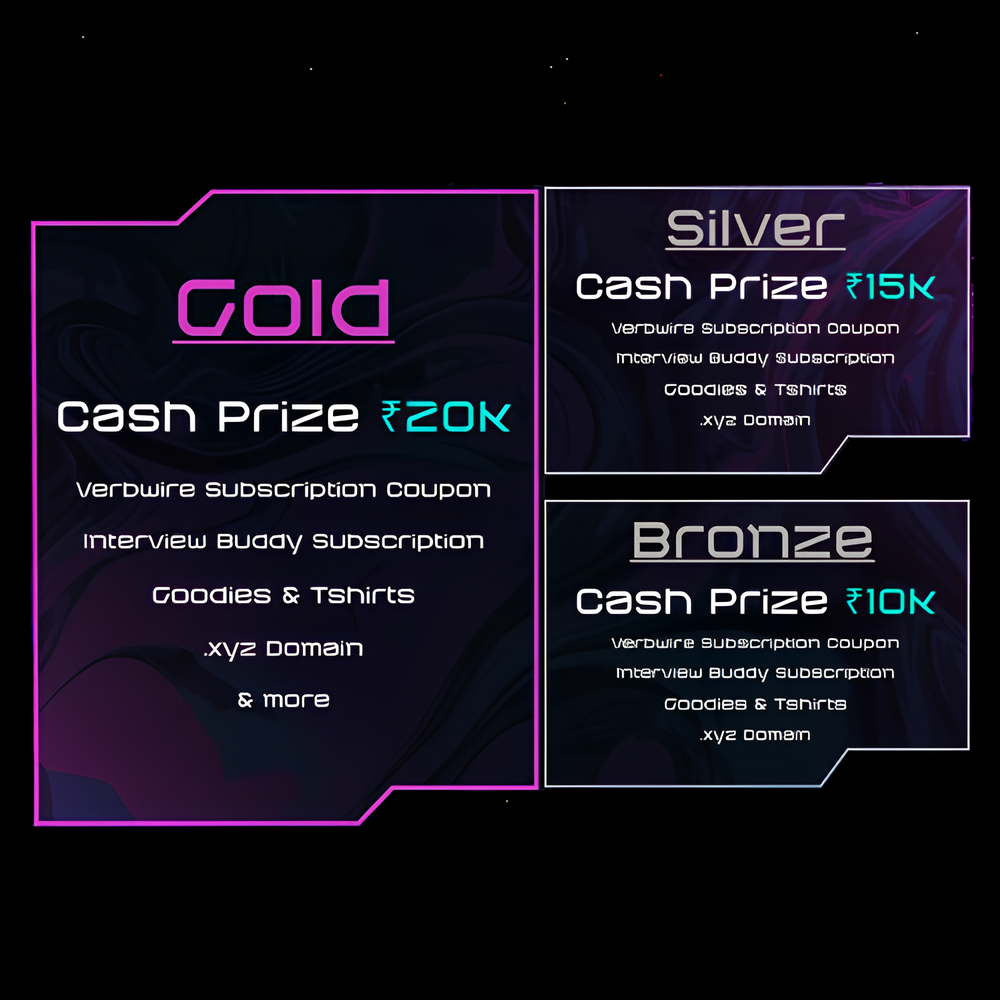 Gold
Cash Prize ₹20K
Verbwire Subscription Coupon
Interview Buddy Subscription
Goodies & Tshirts
.xyz Domain
& more
Silver
Cash Prize ₹15K
Verbwire Subscription Coupon
Interview Buddy Subscription
Goodies & Tshirts
.xyz Domain
Bronze
Cash Prize ₹10K
Verbwire Subscription Coupon
Interview Buddy Subscription
Goodies & Tshirts
.xyz Domain